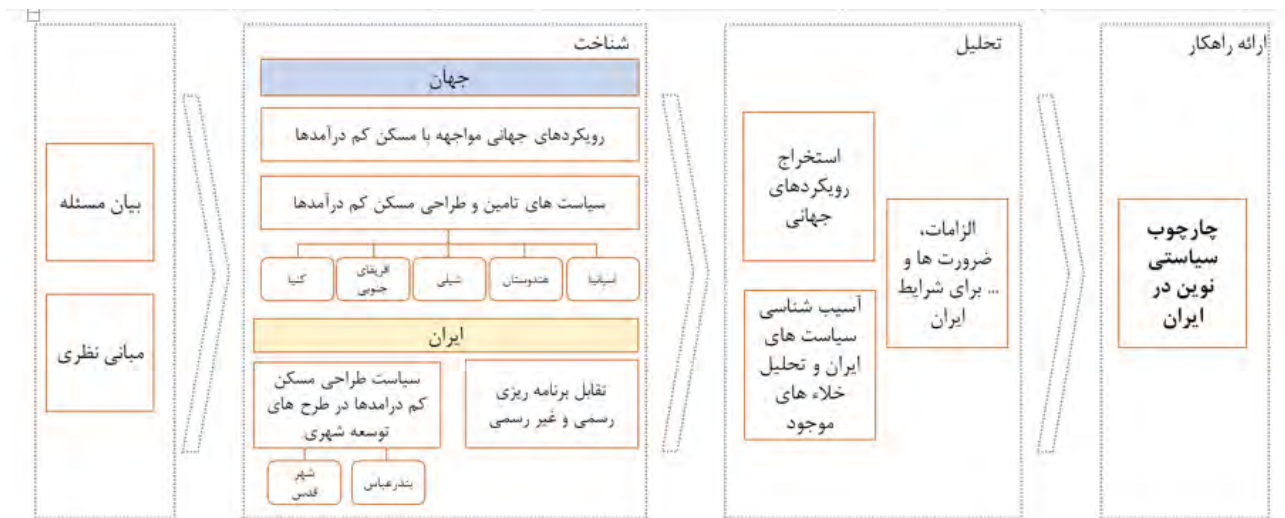 بیان مسئله
مبانی نظری
شناخت
جهان
رویکردهای جهانی مواجهه با مسکن کم درآمدها
سیاست های تامین و طراحی مسکن کم درآمدها
کنیا
افریقای
جنوبی
شیلی
هندوستان
اسپانیا
ایران
سیاست طراحی مسکن
کم درامدها در طرح های
توسعه شهری
شهر
قدس
بندرعباس
تقابل برنامه ریزی
رسمی و غیر رسمی
تحلیل
استخراج
رویکردهای
جهانی
آسیب شناسی
سیاست های
ایران و تحلیل
خلاء های
موجود
الزامات،
ضرورت ها و
... برای شرایط
ایران
ارائه راهکار
چارچوب
سیاستی
نوین در
ایران